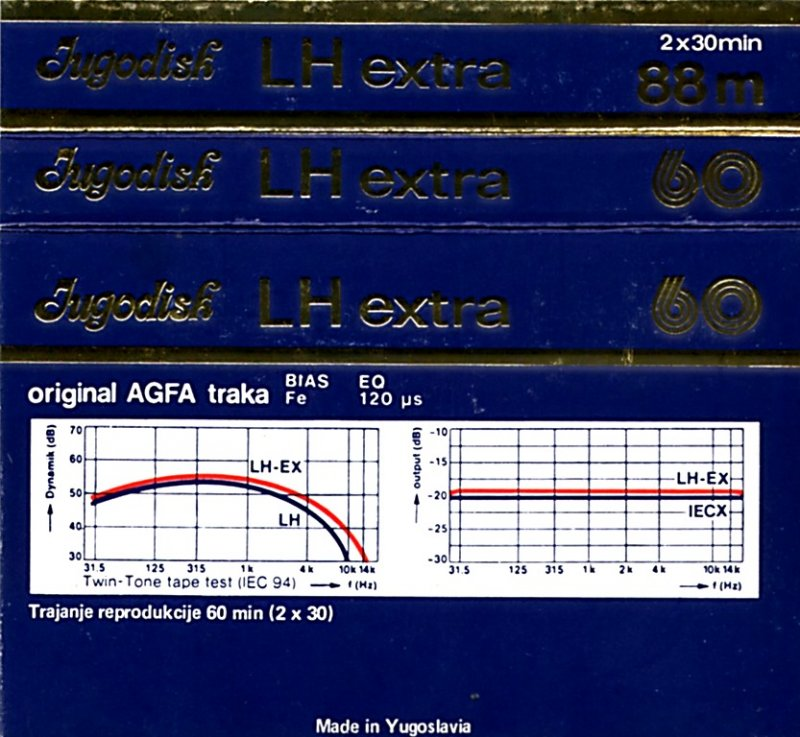 Jugodisk LH extra 2x30min 88m
Jugodisk LH extra 60
Jugodisk LH extra 60
original AGFA traka BIAS Fe EQ 120 µs
Dynamik (dB)
70
60
50
40
30
LH-EX
LH
31.5 125 315 1k 4k 10k 14k
Twin-Tone tape test (IEC 94) f (Hz)
output (dB)
-10
-15
-20
-25
-30
LH-EX
IECX
31.5 125 315 1k 2k 4k 10k 14k
f (Hz)
Trajanje reprodukcije 60 min (2 x 30)
Made in Yugoslavia